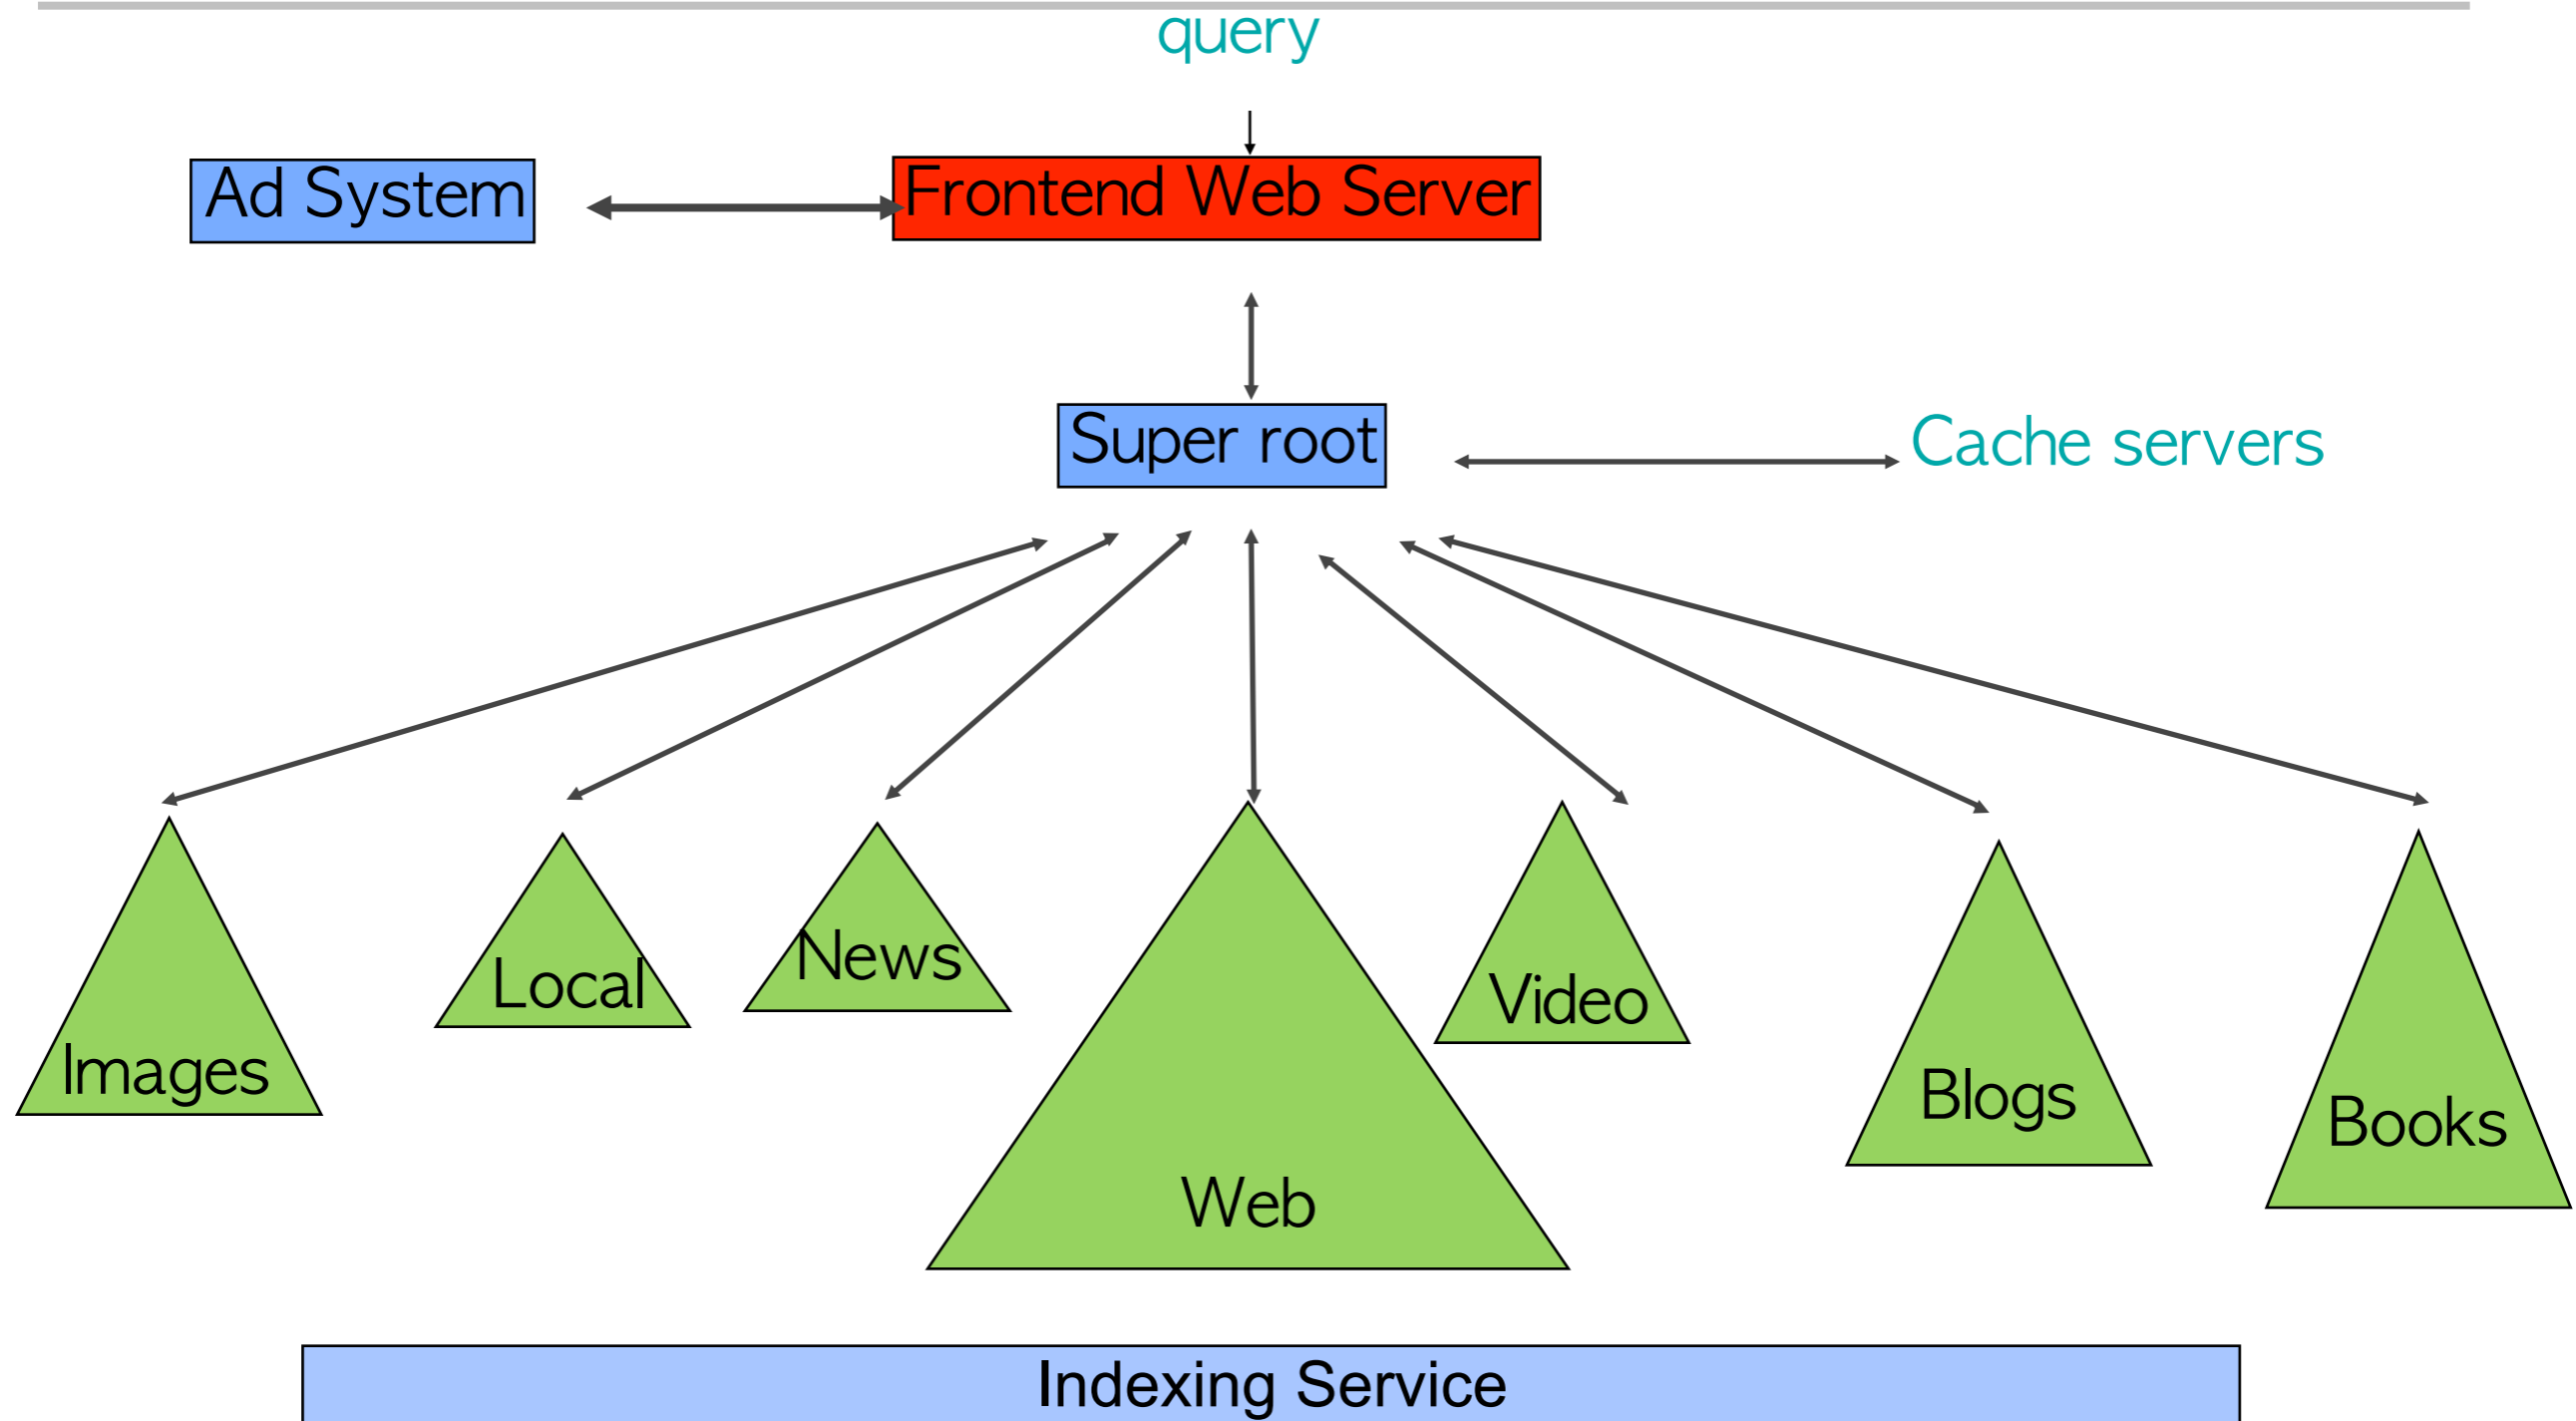 query
Ad System
Frontend Web Server
Super root
Cache servers
Images
Local
News
Web
Video
Blogs
Books
Indexing Service